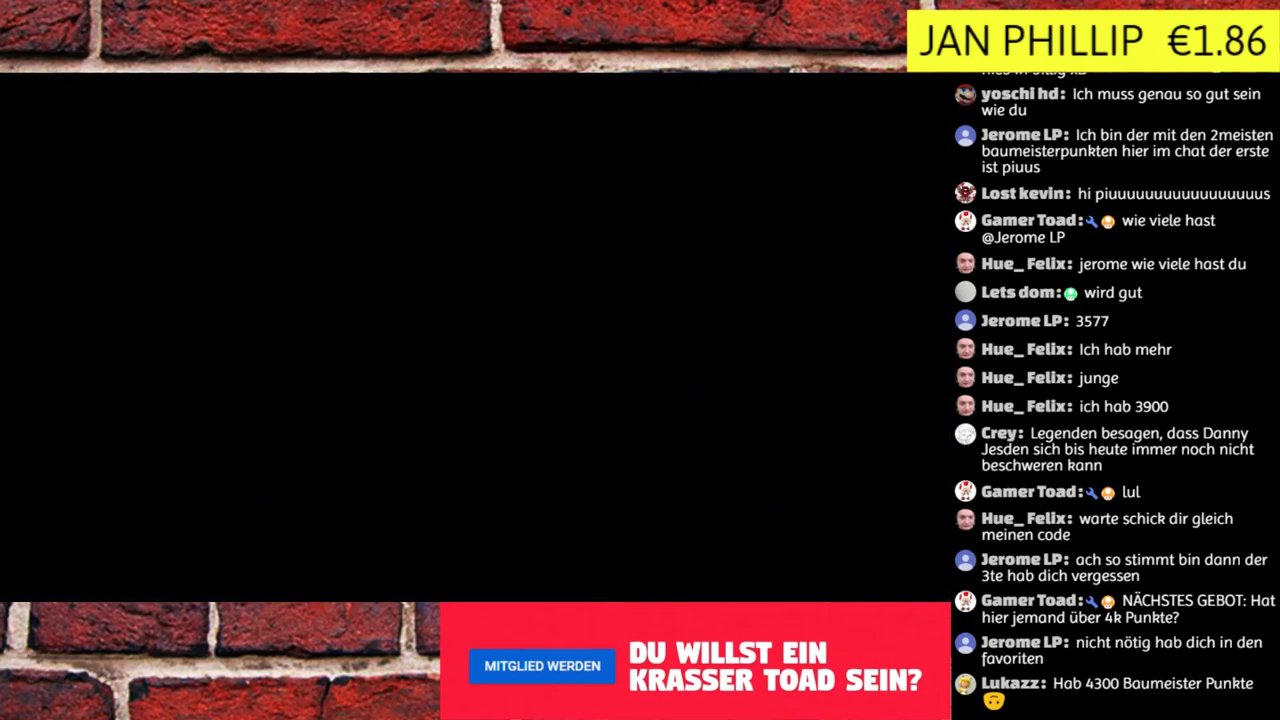 JAN PHILLIP €1.86
yoschi hd: Ich muss genau so gut sein
wie du
Jerome LP: Ich bin der mit den 2meisten
baumeisterpunkten hier im chat der erste
ist piuus
Lost kevin: hi piuuuuuuuuuuuuuuuuuus
Gamer Toad: wie viele hast
@Jerome LP
Hue_Felix: jerome wie viele hast du
Lets dom: wird gut
Jerome LP: 3577
Hue_Felix: Ich hab mehr
Hue_Felix: junge
Hue_Felix: ich hab 3900
Crey: Legenden besagen, dass Danny
Jesden sich bis heute immer noch nicht
beschweren kann
Gamer Toad: lul
Hue_Felix: warte schick dir gleich
meinen code
Jerome LP: ach so stimmt bin dann der
3te hab dich vergessen
Gamer Toad: NÄCHSTES GEBOT: Hat
hier jemand über 4k Punkte?
Jerome LP: nicht nötig hab dich in den
favoriten
Lukazz: Hab 4300 Baumeister Punkte
🙃
MITGLIED WERDEN
DU WILLST EIN
KRASSER TOAD SEIN?